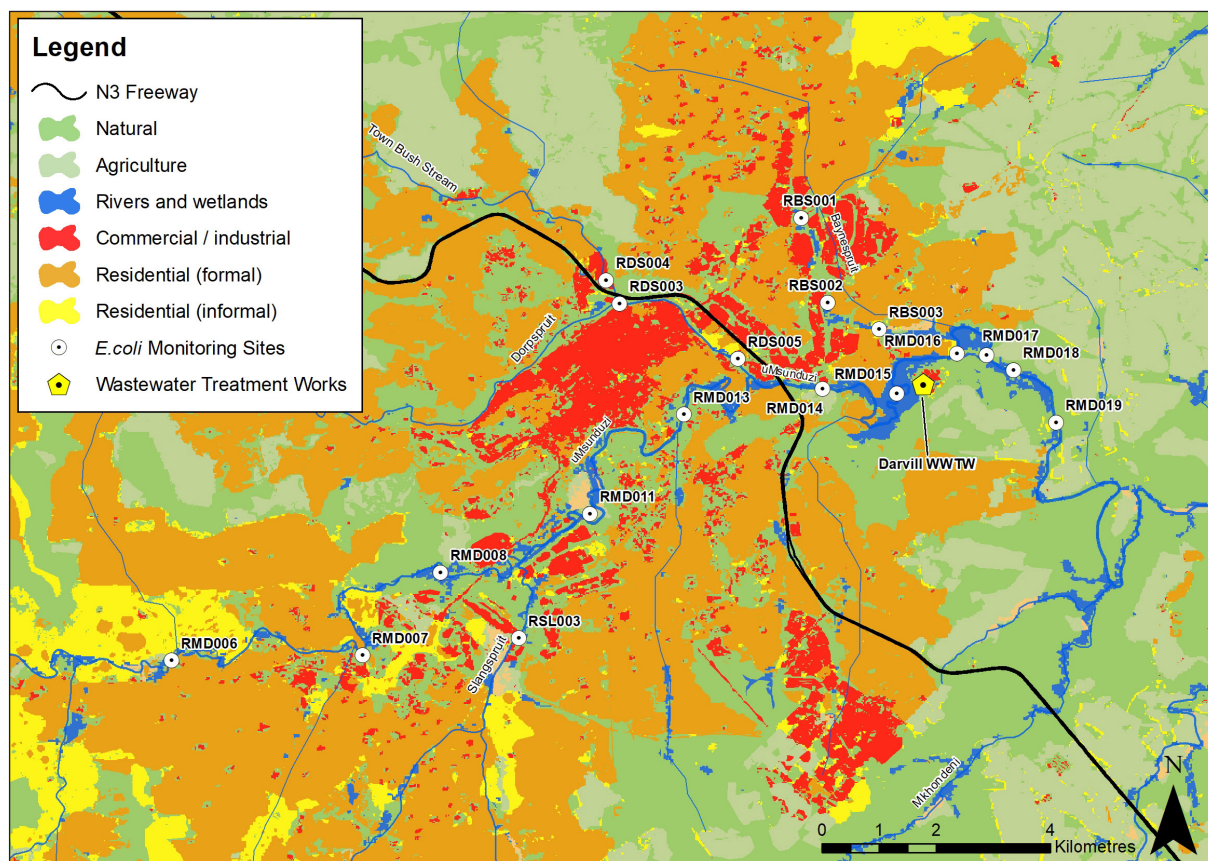 Legend
N3 Freeway
Natural
Agriculture
Rivers and wetlands
Commercial / industrial
Residential (formal)
Residential (informal)
E.coli Monitoring Sites
Wastewater Treatment Works
Town Bush Stream
RBS001
Baynespruit
RDS004
RDS003
RBS002
RBS003
Dorpspruit
RMD016
RMD017
RDS005
RMD018
uMsunduzi
RMD015
RMD013
RMD014
RMD019
uMsunduzi
Darvill WWTW
RMD011
RMD008
RSL003
RMD007
RMD006
Slangspruit
Mkhondeni
N
0 1 2 4
Kilometres